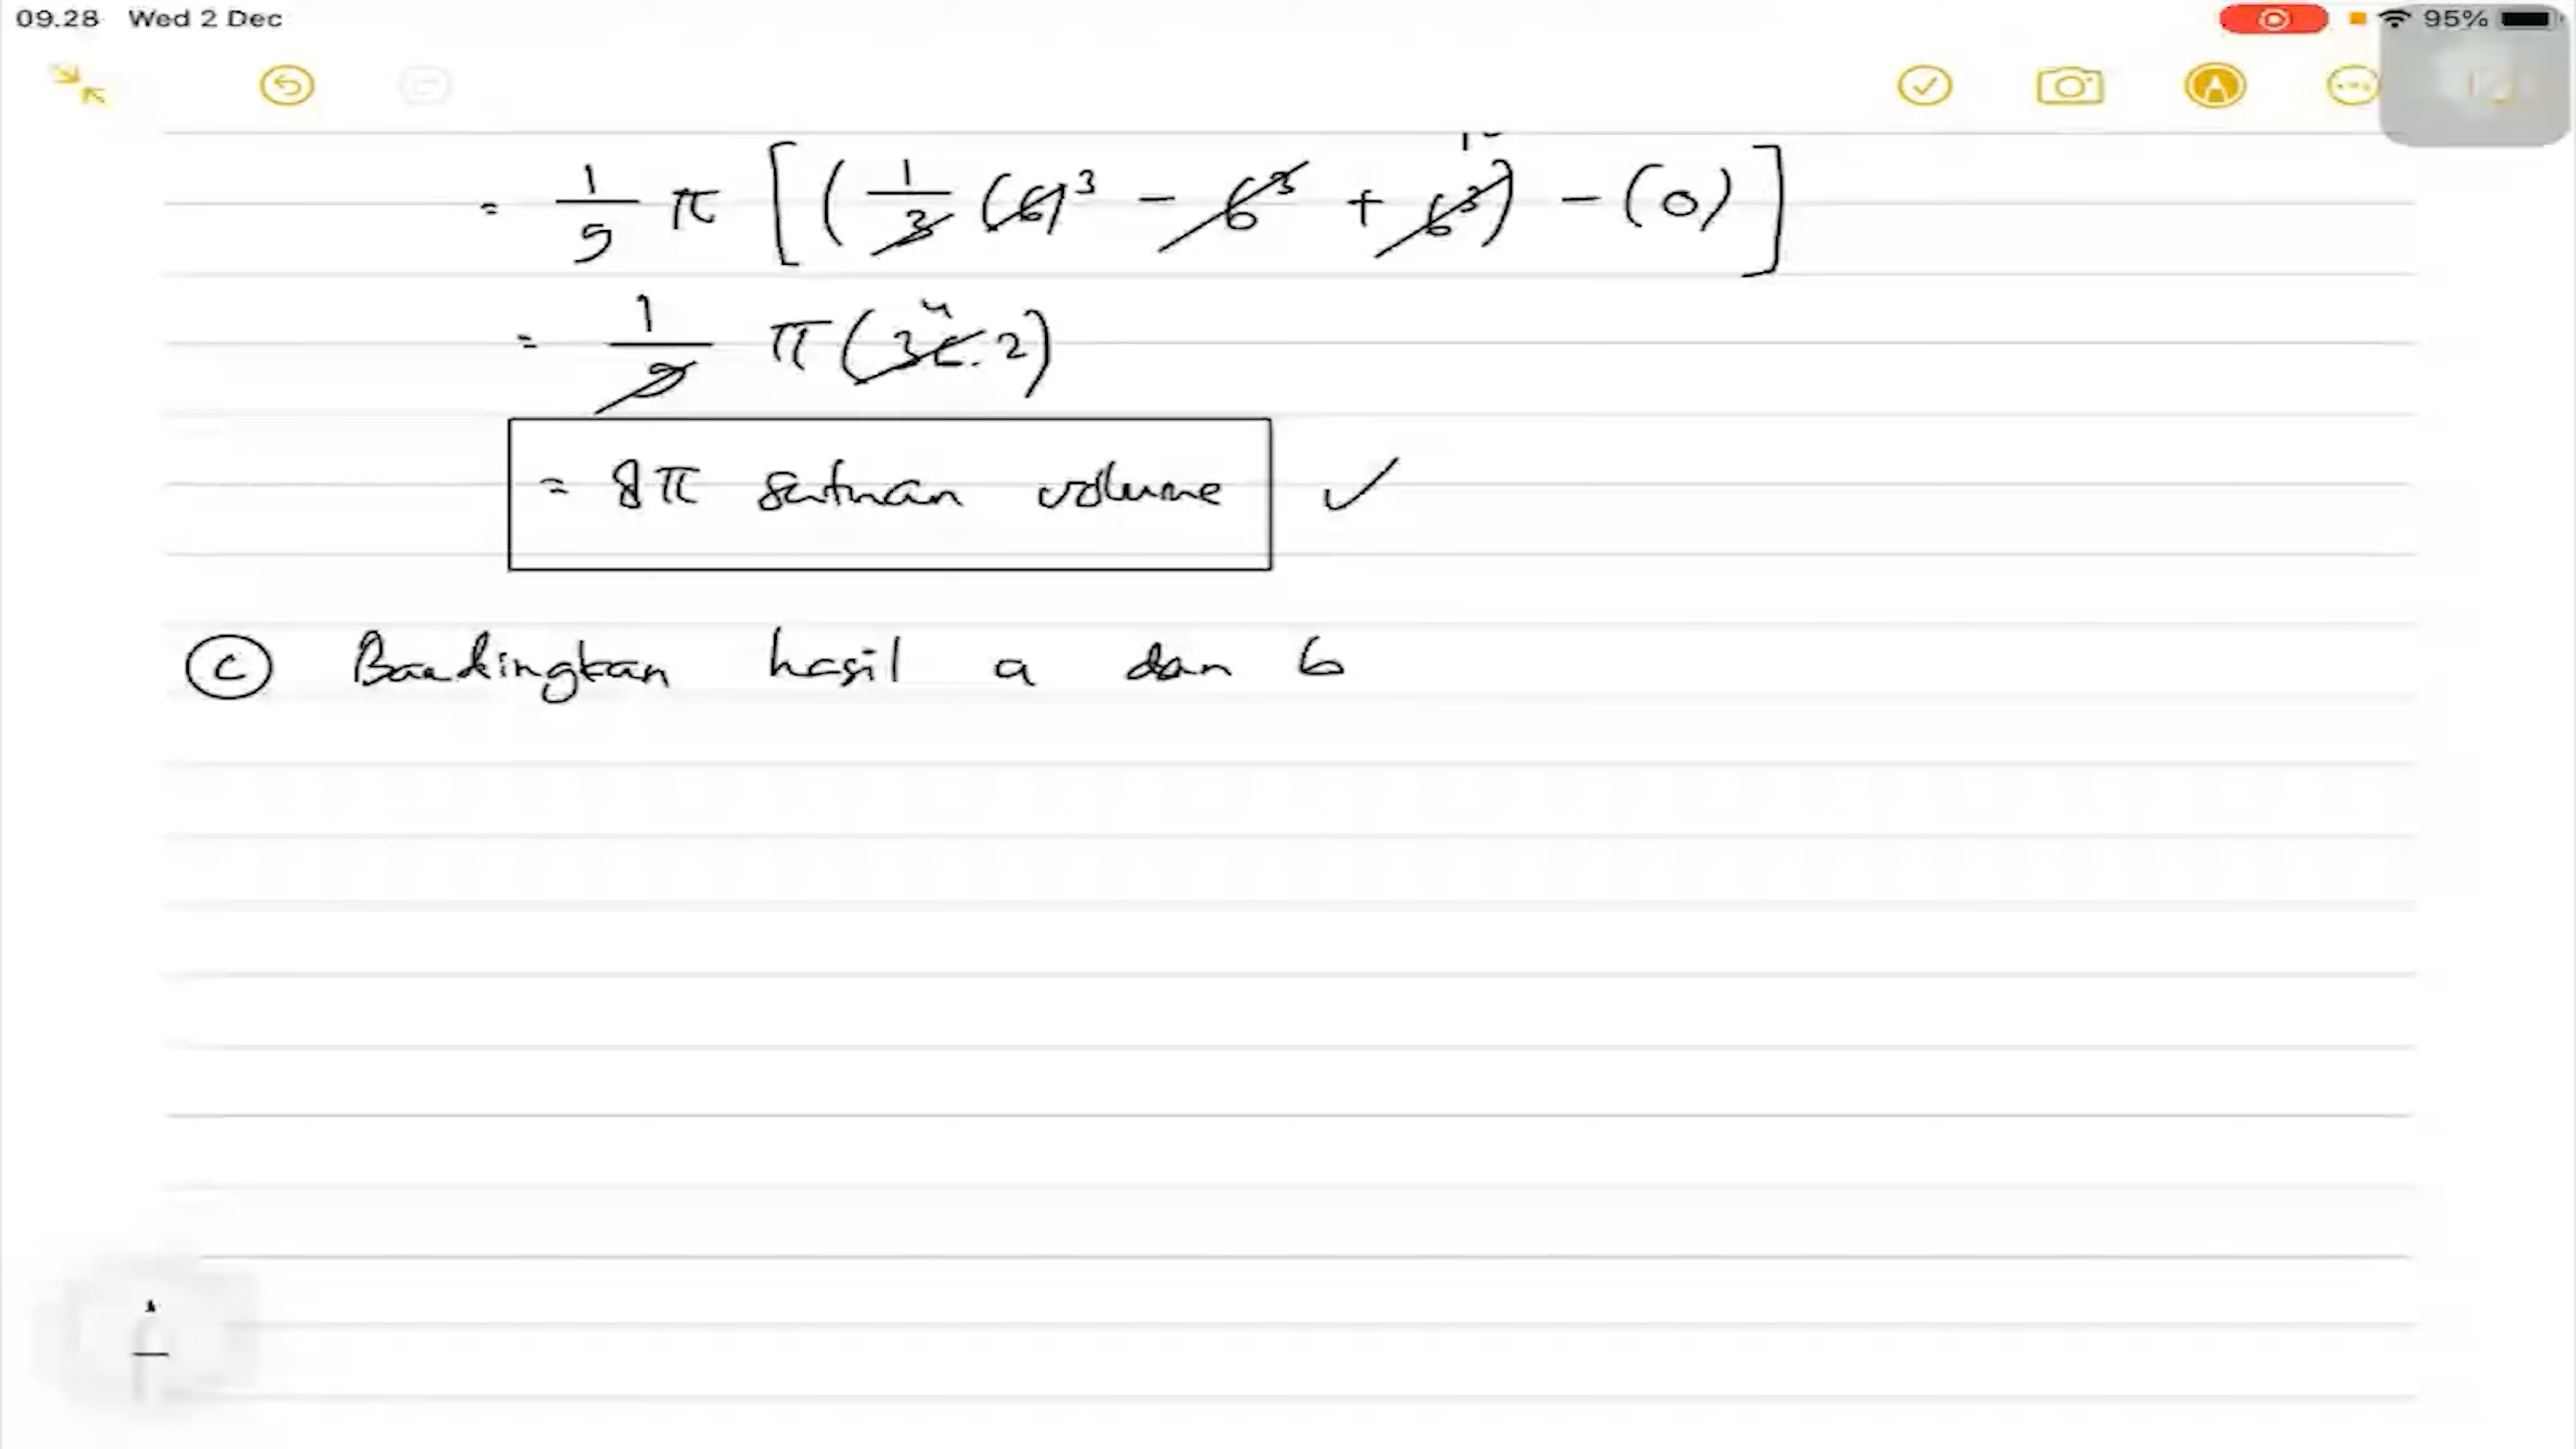 09.28 Wed 2 Dec 95%
= 1/9 π [(1/3 (6)³ - 6³ + 6³) - (0)]
4
= 1/9 π (36.2)
= 8π satuan volume ✓
(c) Bandingkan hasil a dan b